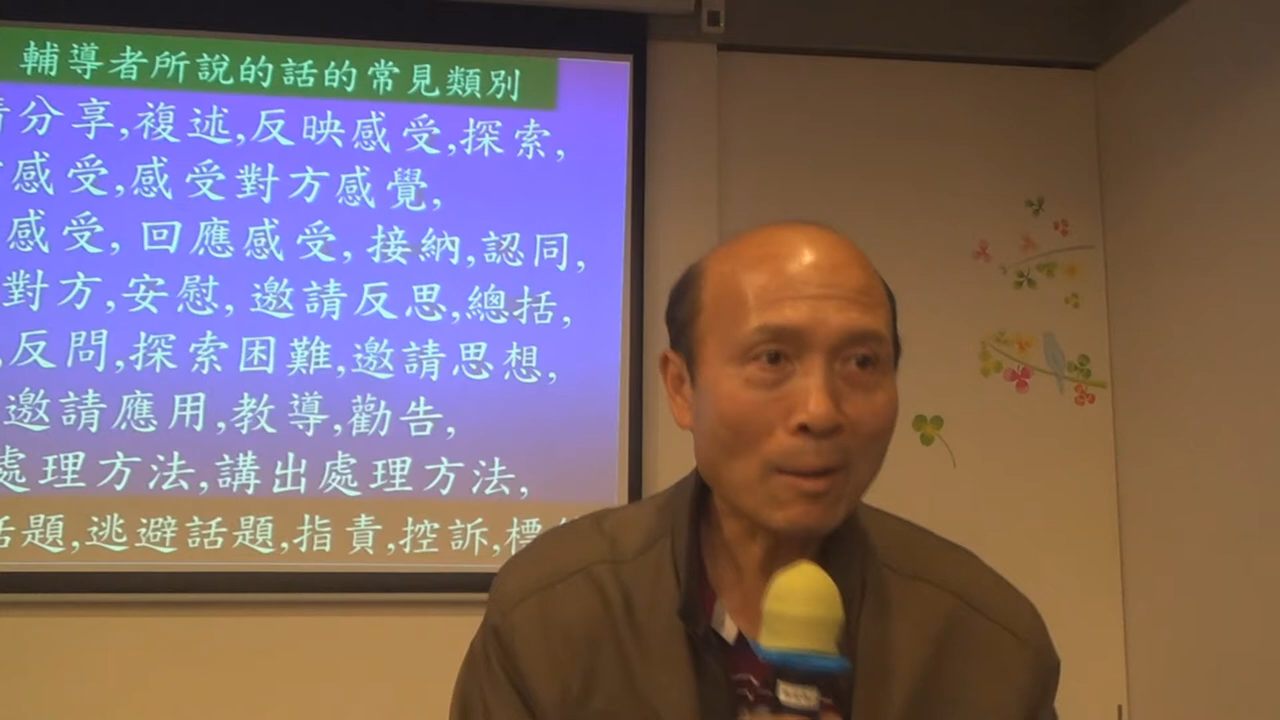 輔導者所說的話的常見類別
分享,複述,反映感受,探索,
感受,感受對方感覺,
感受, 回應感受, 接納,認同,
對方,安慰, 邀請反思,總括,
,反問,探索困難,邀請思想,
邀請應用,教導,勸告,
處理方法,講出處理方法,
話題,逃避話題,指責,控訴,標